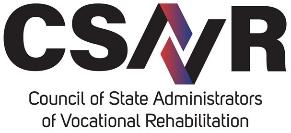 CSAVR
Council of State Administrators
of Vocational Rehabilitation